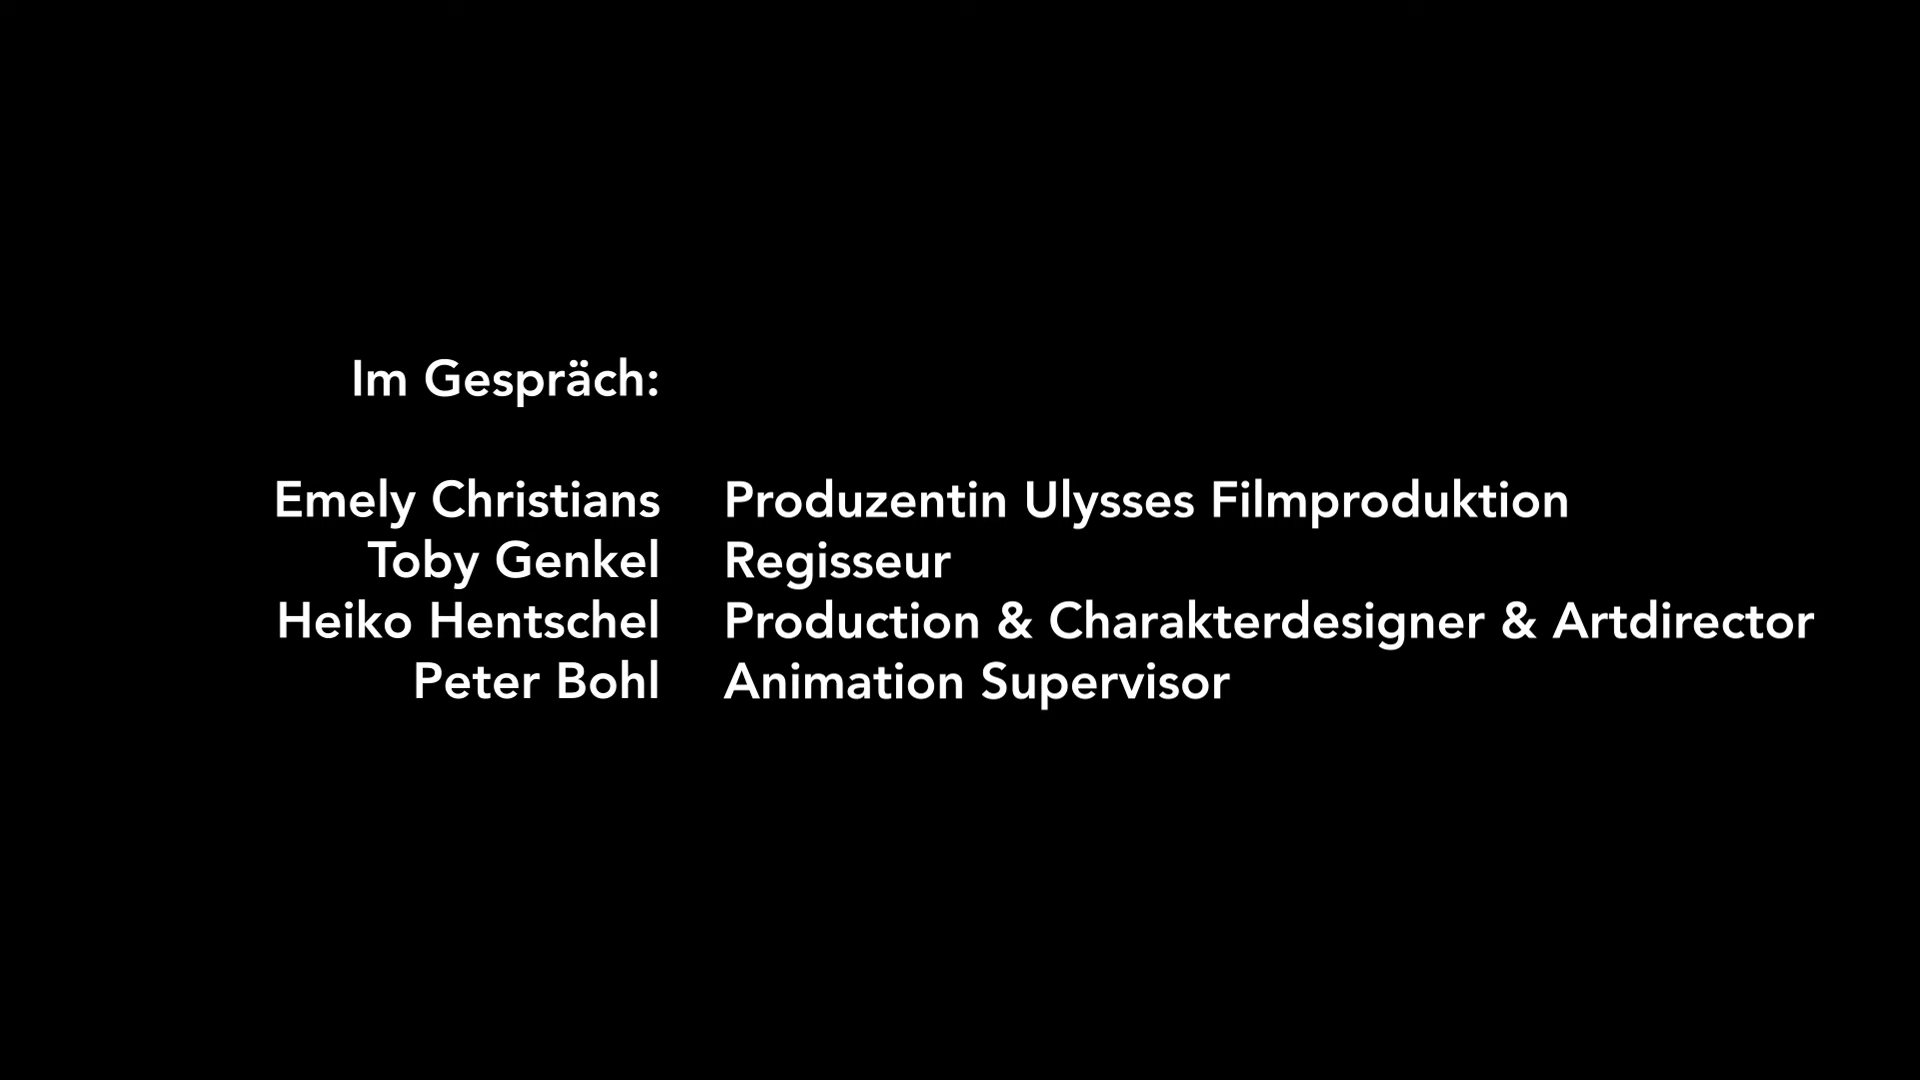 Im Gespräch:
Emely Christians Produzentin Ulysses Filmproduktion
Toby Genkel Regisseur
Heiko Hentschel Production & Charakterdesigner & Artdirector
Peter Bohl Animation Supervisor